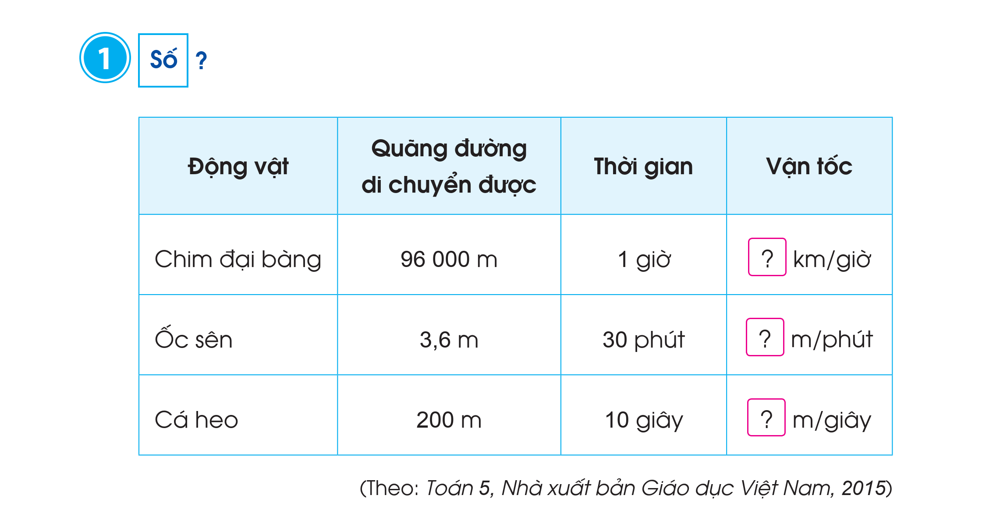 1 Số ?
Động vật Quãng đường di chuyển được Thời gian Vận tốc
Chim đại bàng 96 000 m 1 giờ ? km/giờ
Ốc sên 3,6 m 30 phút ? m/phút
Cá heo 200 m 10 giây ? m/giây
(Theo: Toán 5, Nhà xuất bản Giáo dục Việt Nam, 2015)